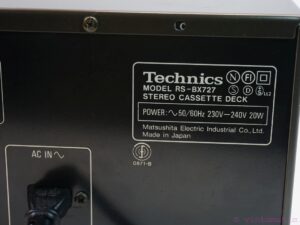 Technics N FI
MODEL RS-BX727 S D
STEREO CASSETTE DECK
POWER: ∼50/60Hz 230V—240V 20W
Matsushita Electric Industrial Co., Ltd.
Made in Japan
AC IN ∼